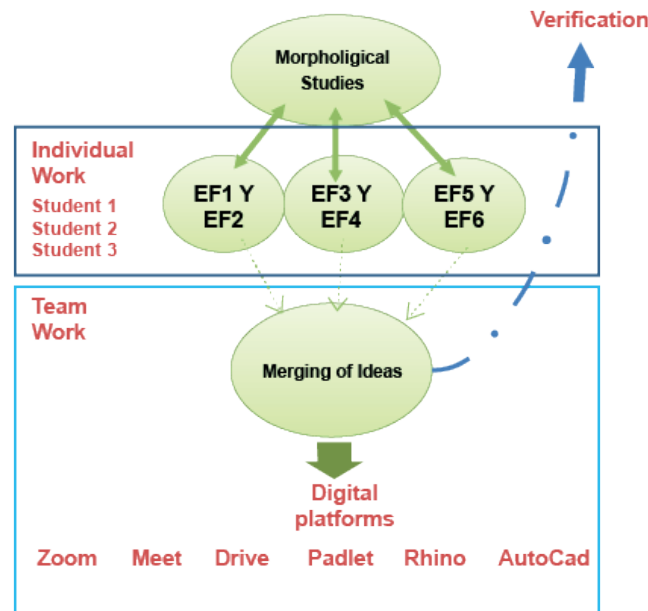 Verification
Morpholigical
Studies
Individual
Work
Student 1
Student 2
Student 3
EF1 Y
EF2
EF3 Y
EF4
EF5 Y
EF6
Team
Work
Merging of Ideas
Digital
platforms
Zoom Meet Drive Padlet Rhino AutoCad